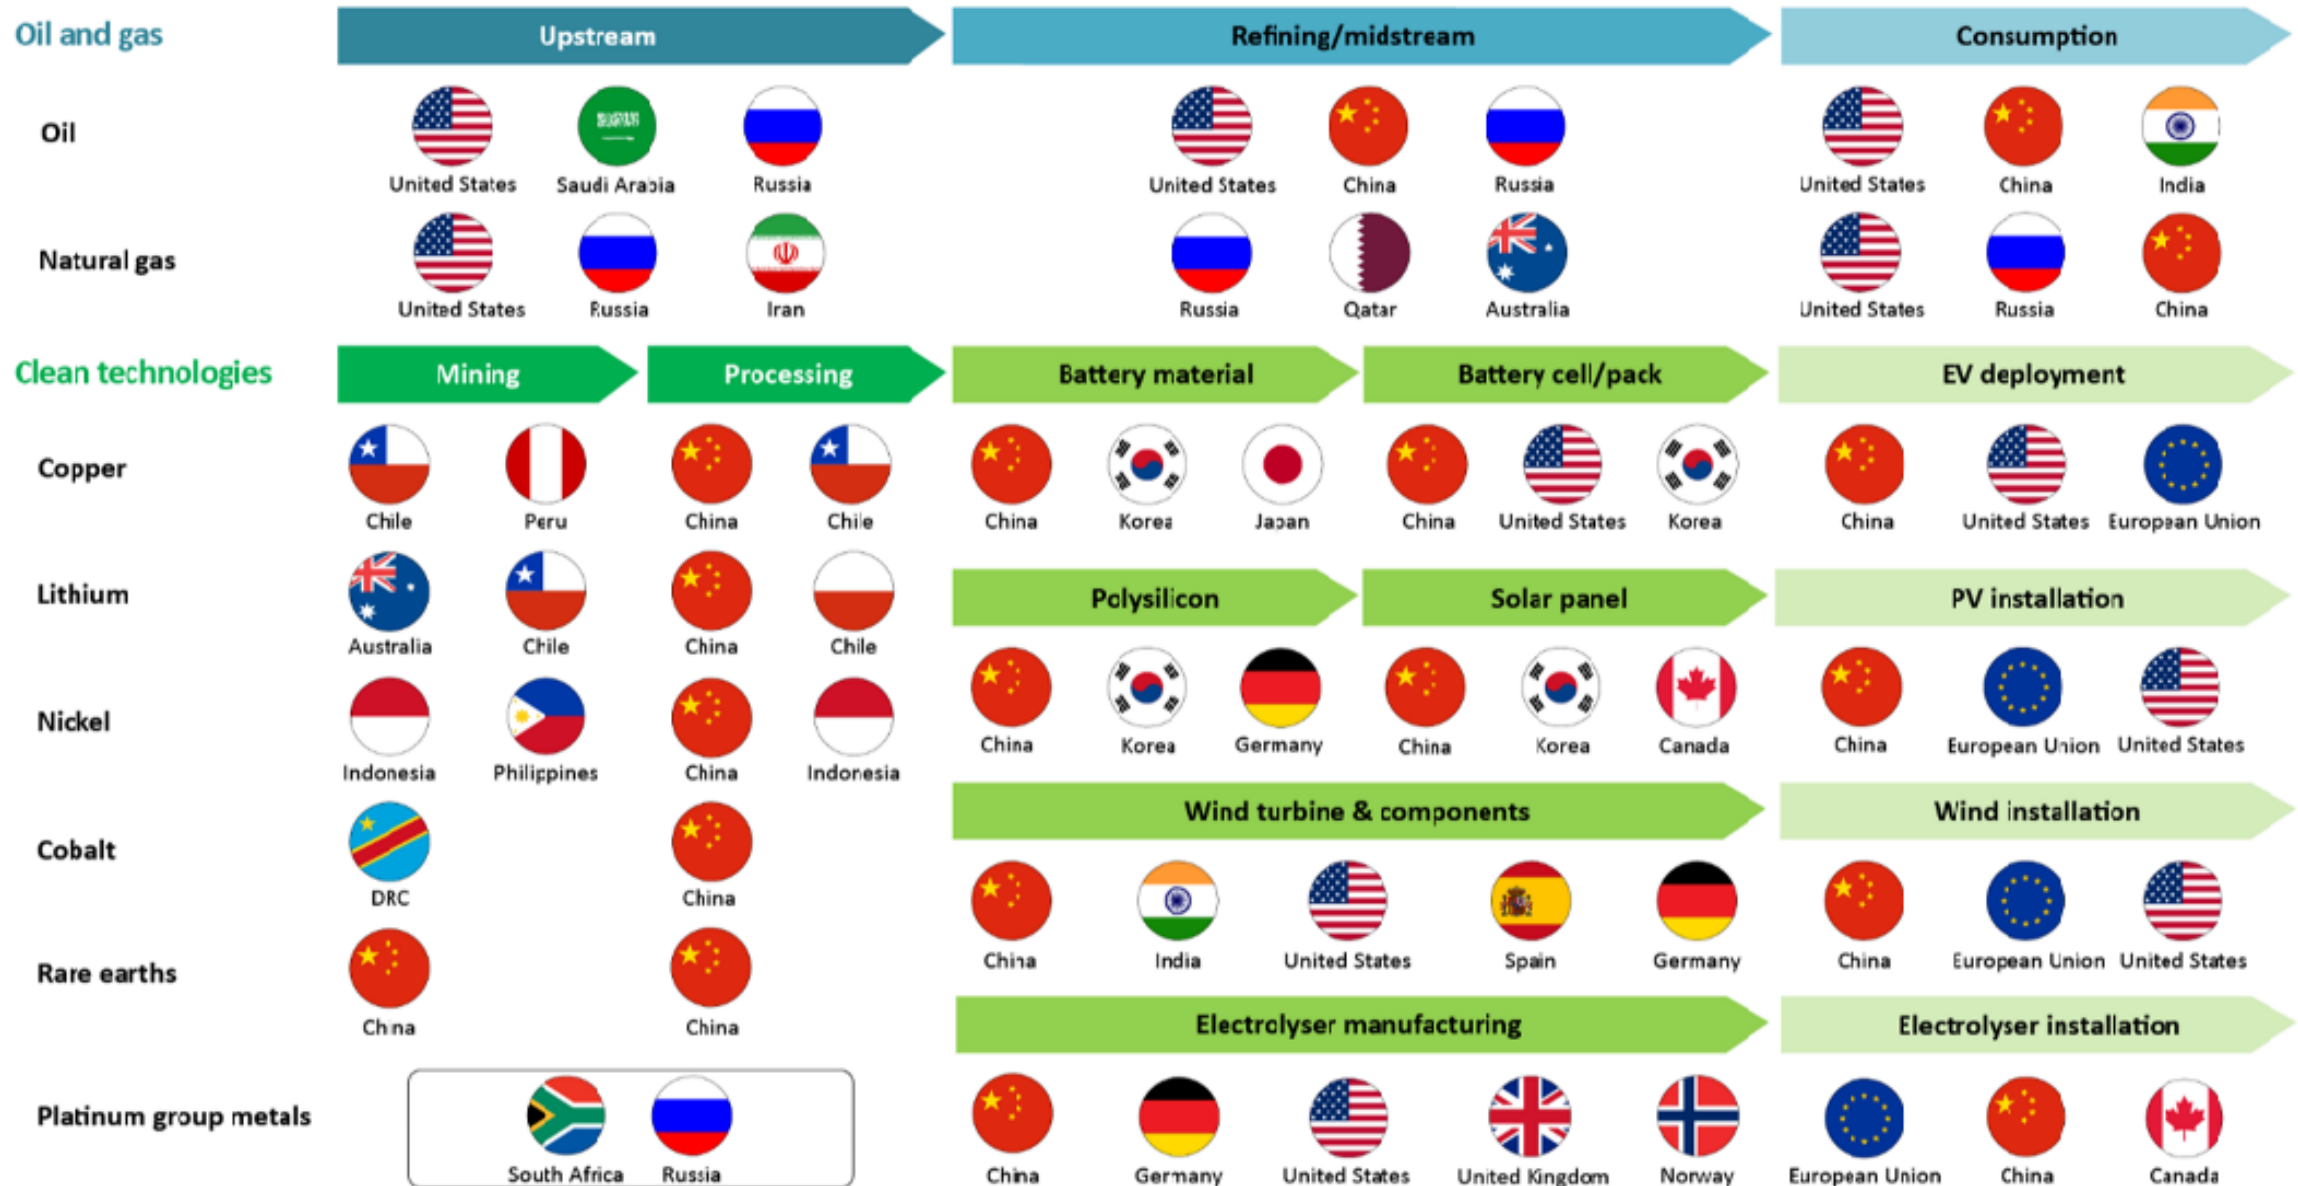 Oil and gas Upstream Refining/midstream Consumption
Oil
United States Saudi Arabia Russia United States China Russia United States China India
Natural gas
United States Russia Iran Russia Qatar Australia United States Russia China
Clean technologies Mining Processing Battery material Battery cell/pack EV deployment
Copper
Chile Peru China Chile China Korea Japan China United States Korea China United States European Union
Lithium Polysilicon Solar panel PV installation
Australia Chile China Chile
Nickel
China Korea Germany China Korea Canada China European Union United States
Indonesia Philippines China Indonesia
Wind turbine & components Wind installation
Cobalt
DRC China
China India United States Spain Germany China European Union United States
Rare earths
China China
Electrolyser manufacturing Electrolyser installation
Platinum group metals
South Africa Russia China Germany United States United Kingdom Norway European Union China Canada